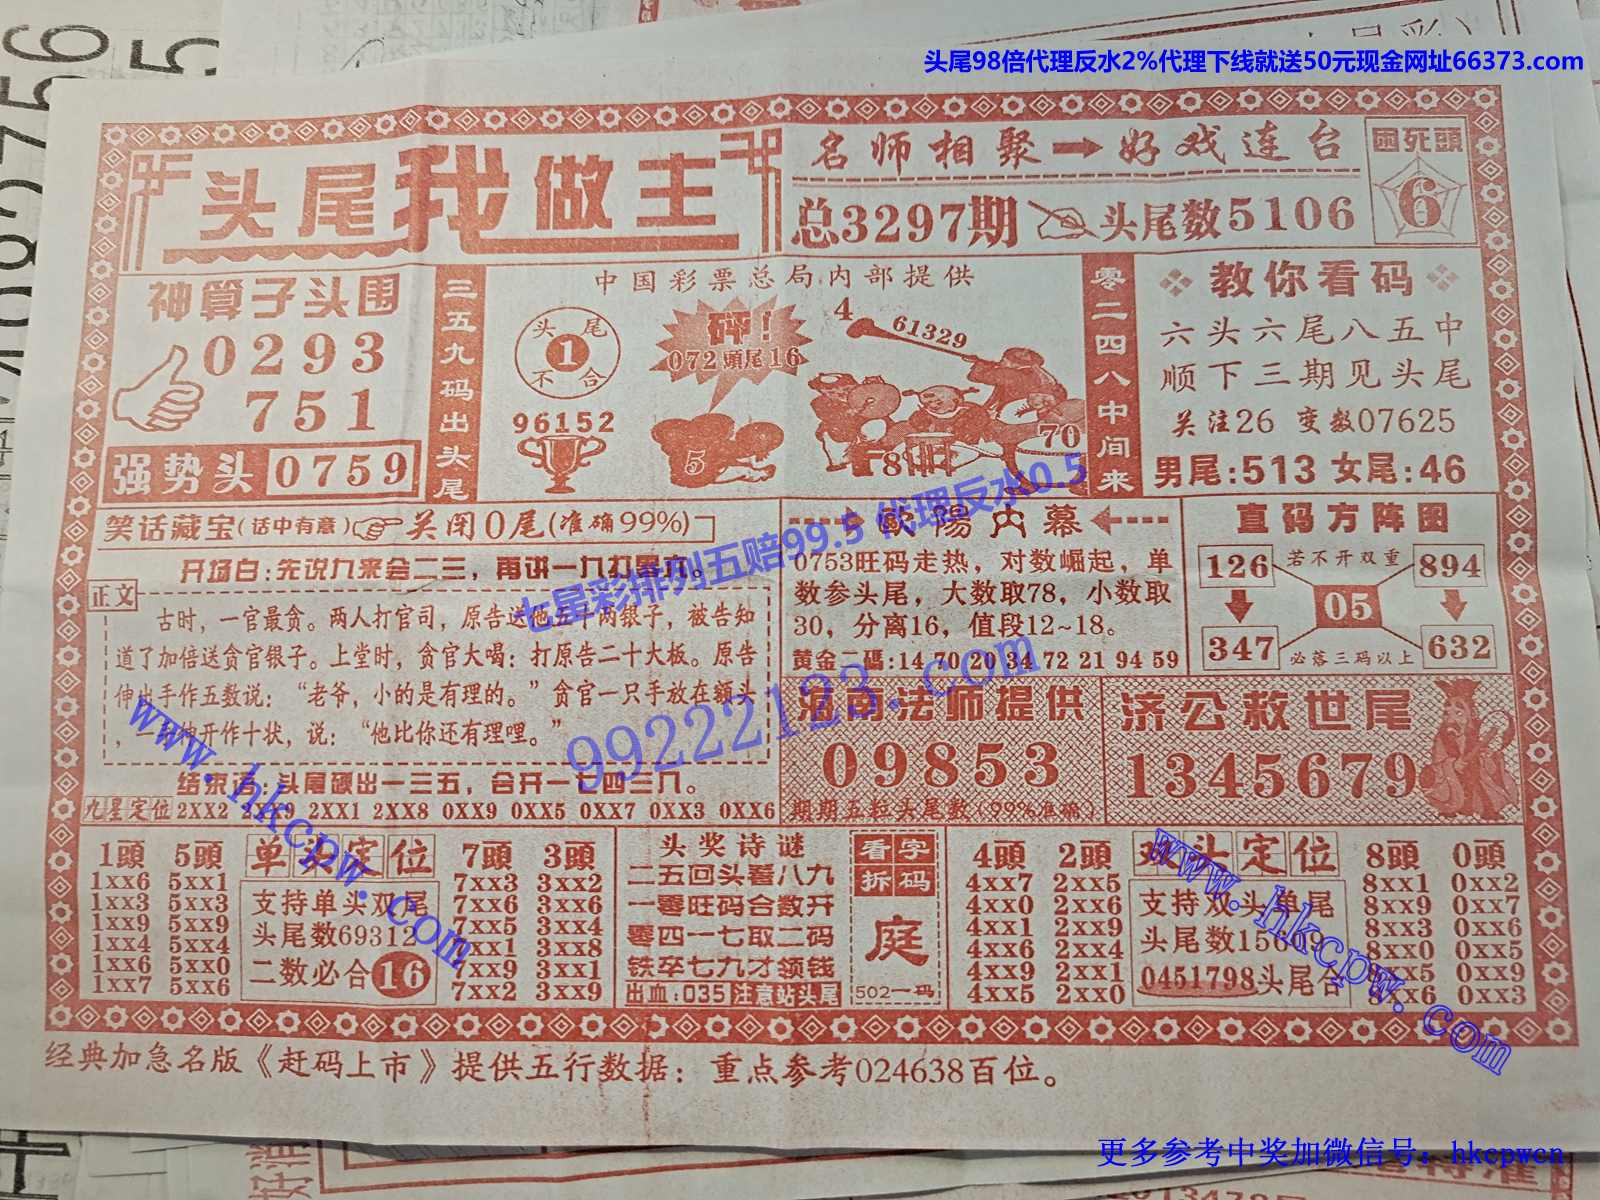 头尾98倍代理反水2%代理下线就送50元现金网址66373.com
头尾我做主
名师相聚→好戏连台
总3297期
头尾数5106
困死頭
6
神算子头围
0293
751
强势头 0759
三五九码出头尾
中国彩票总局内部提供
头尾
1
不合
96152
砰!
072頭尾16
5
4
61329
70
8
零二四八中间来
教你看码
六头六尾八五中
顺下三期见头尾
关注26 变数07625
男尾:513 女尾:46
笑话藏宝(话中有意)
关闭0尾(准确99%)
开场白:先说九来会二三,再讲一九打零六。
正文
古时,一官最贪。两人打官司,原告送他五千两银子,被告知
道了加倍送贪官银子。上堂时,贪官大喝:打原告二十大板。原告
伸出手作五数说:“老爷,小的是有理的。”贪官一只手放在额头
,一手伸开作十状,说:“他比你还有理哩。”
结束语:头尾硬出一三五,合开一七四三九。
九星定位 2XX2 2XX9 2XX1 2XX8 0XX9 0XX5 0XX7 0XX3 0XX6
歐陽内幕
0753旺码走热,对数崛起,单
数参头尾,大数取78,小数取
30,分离16,值段12~18。
黄金二碼:14 70 20 34 72 21 94 59
直码方阵图
126 若不开双重 894
05
347 必落三码以上 632
海南法师提供
09853
期期五粒头尾数(99%准确)
济公救世尾
1345679
1頭 5頭
1xx6 5xx1
1xx3 5xx3
1xx9 5xx9
1xx4 5xx4
1xx6 5xx0
1xx7 5xx6
单头定位
支持单头双尾
头尾数69312
二数必合16
7頭 3頭
7xx3 3xx2
7xx6 3xx6
7xx5 3xx4
7xx1 3xx8
7xx9 3xx1
7xx2 3xx9
头奖诗谜
二五回头看八九
一零旺码合数开
零四一七取二码
铁卒七九才领钱
出血:035 注意站头尾
看字
拆码
庭
502一码
4頭 2頭
4xx7 2xx5
4xx0 2xx6
4xx1 2xx9
4xx6 2xx4
4xx9 2xx1
4xx5 2xx0
双头定位
支持双头单尾
头尾数15609
0451798头尾合
8頭 0頭
8xx1 0xx2
8xx9 0xx7
8xx3 0xx6
8xx0 0xx5
8xx5 0xx9
8xx6 0xx3
经典加急名版《赶码上市》提供五行数据:重点参考024638百位。
七星彩排列五赔99.5 代理反水0.5
99222123.com
www.hkcpw.com
www.hkcpw.com
更多参考中奖加微信号:hkcpwcn